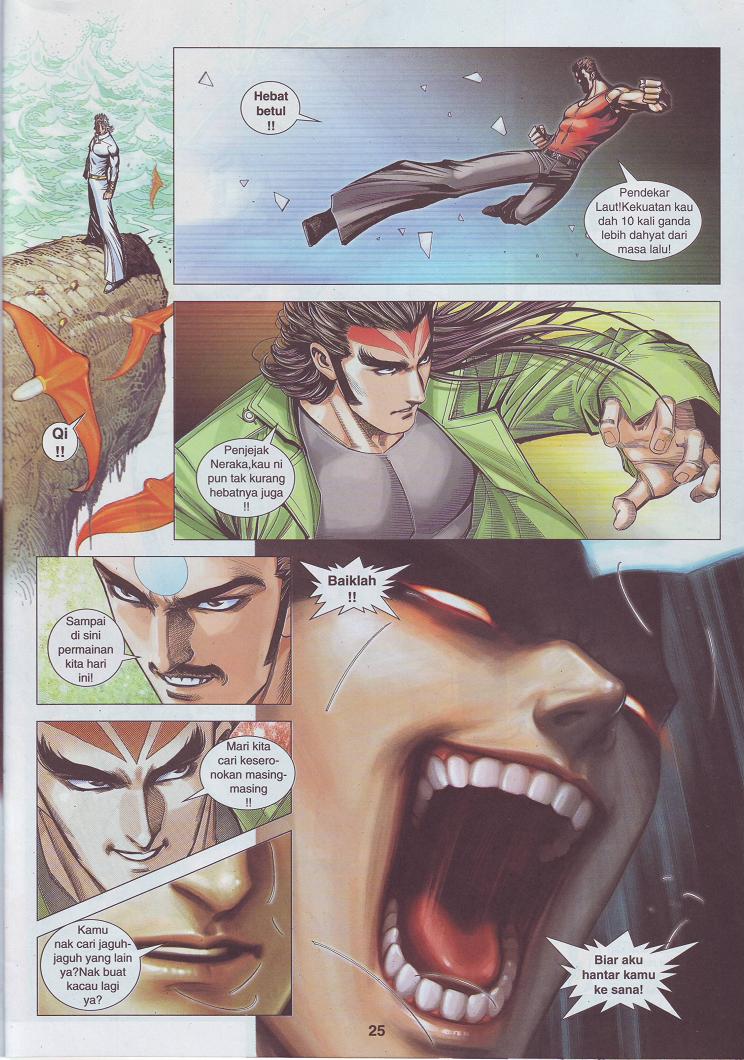 Hebat
betul
!!
Pendekar
Laut!Kekuatan kau
dah 10 kali ganda
lebih dahyat dari
masa lalu!
Qi
!!
Penjejak
Neraka,kau ni
pun tak kurang
hebatnya juga
!!
Sampai
di sini
permainan
kita hari
ini!
Baiklah
!!
Mari kita
cari kesero-
nokan masing-
masing
!!
Kamu
nak cari jaguh-
jaguh yang lain
ya?Nak buat
kacau lagi
ya?
Biar aku
hantar kamu
ke sana!
25